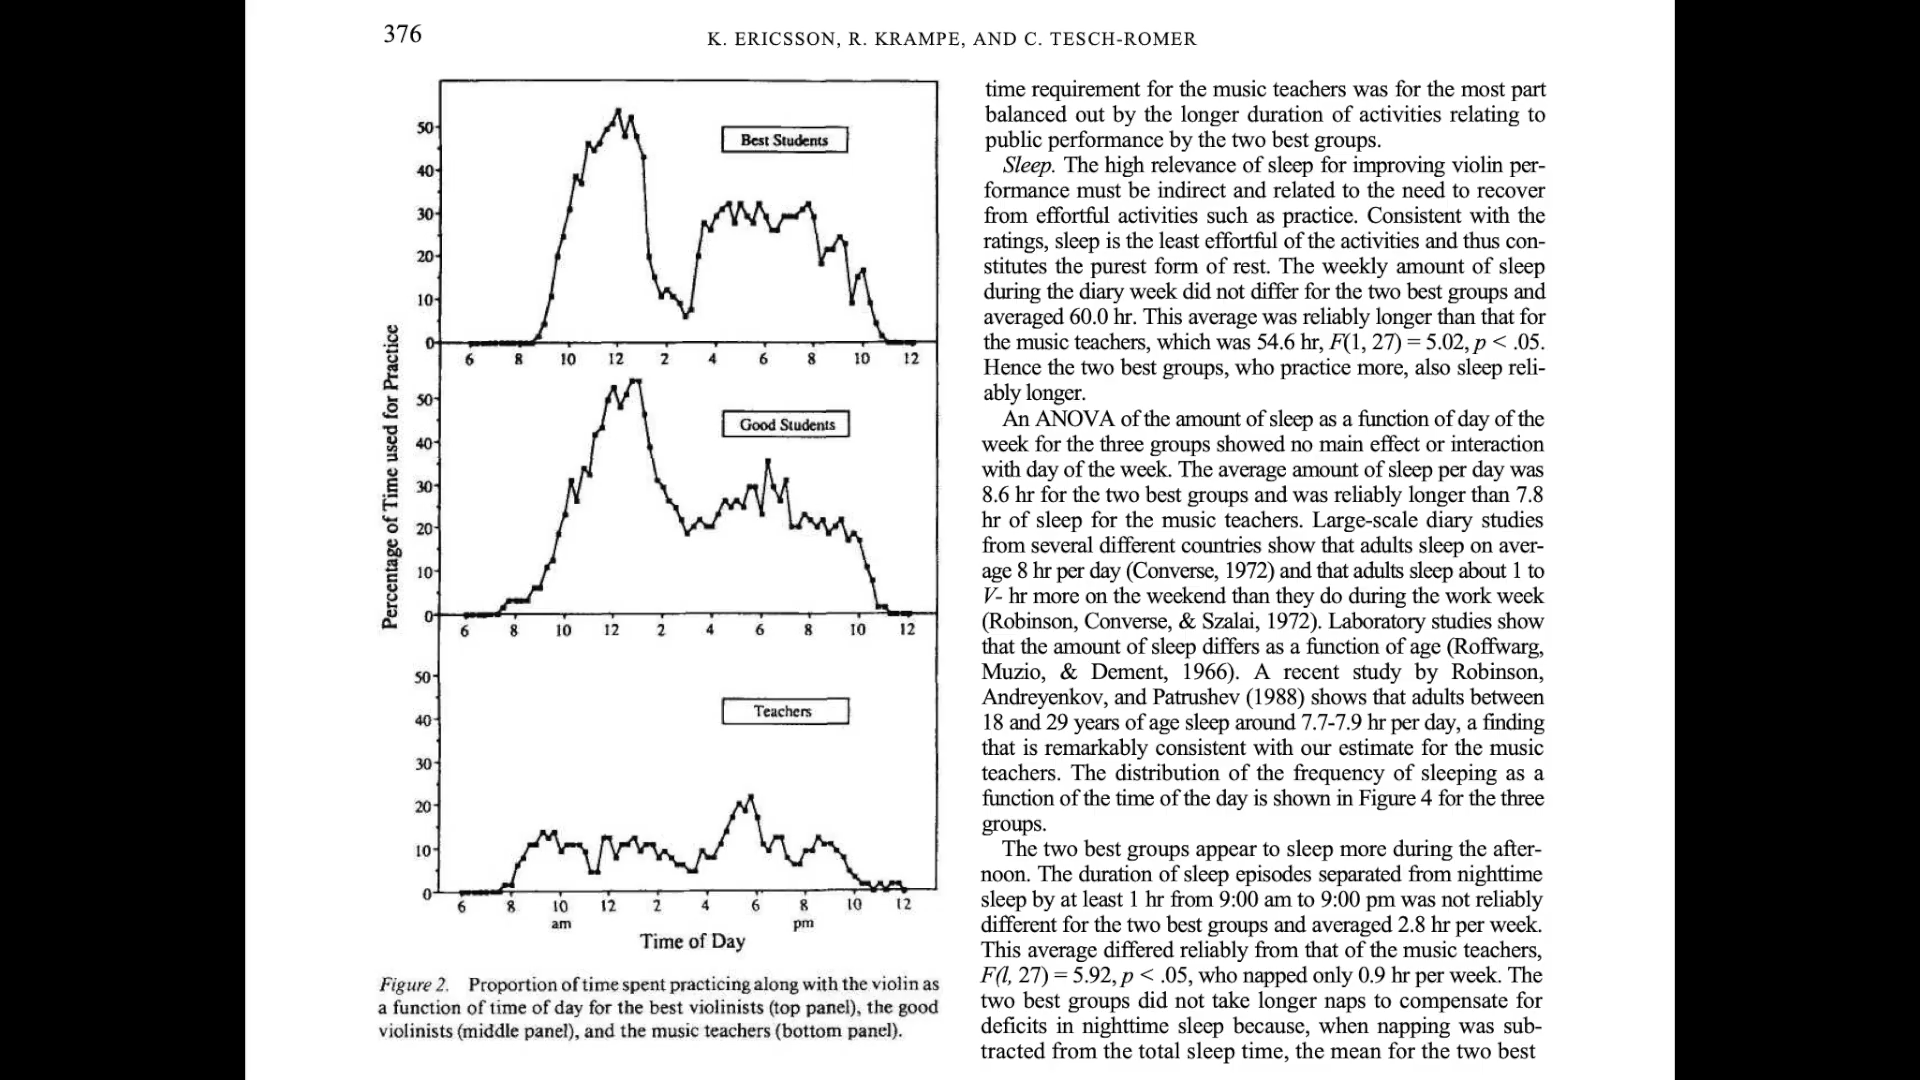 376
K. ERICSSON, R. KRAMPE, AND C. TESCH-ROMER
Percentage of Time used for Practice
50
40
30
20
10
0
Best Students
6 8 10 12 2 4 6 8 10 12
50
40
30
20
10
0
Good Students
6 8 10 12 2 4 6 8 10 12
50
40
30
20
10
0
Teachers
6 8 10 12 2 4 6 8 10 12
am pm
Time of Day
Figure 2. Proportion of time spent practicing along with the violin as
a function of time of day for the best violinists (top panel), the good
violinists (middle panel), and the music teachers (bottom panel).
time requirement for the music teachers was for the most part
balanced out by the longer duration of activities relating to
public performance by the two best groups.
Sleep. The high relevance of sleep for improving violin per-
formance must be indirect and related to the need to recover
from effortful activities such as practice. Consistent with the
ratings, sleep is the least effortful of the activities and thus con-
stitutes the purest form of rest. The weekly amount of sleep
during the diary week did not differ for the two best groups and
averaged 60.0 hr. This average was reliably longer than that for
the music teachers, which was 54.6 hr, F(1, 27) = 5.02, p < .05.
Hence the two best groups, who practice more, also sleep reli-
ably longer.
An ANOVA of the amount of sleep as a function of day of the
week for the three groups showed no main effect or interaction
with day of the week. The average amount of sleep per day was
8.6 hr for the two best groups and was reliably longer than 7.8
hr of sleep for the music teachers. Large-scale diary studies
from several different countries show that adults sleep on aver-
age 8 hr per day (Converse, 1972) and that adults sleep about 1 to
V- hr more on the weekend than they do during the work week
(Robinson, Converse, & Szalai, 1972). Laboratory studies show
that the amount of sleep differs as a function of age (Roffwarg,
Muzio, & Dement, 1966). A recent study by Robinson,
Andreyenkov, and Patrushev (1988) shows that adults between
18 and 29 years of age sleep around 7.7-7.9 hr per day, a finding
that is remarkably consistent with our estimate for the music
teachers. The distribution of the frequency of sleeping as a
function of the time of the day is shown in Figure 4 for the three
groups.
The two best groups appear to sleep more during the after-
noon. The duration of sleep episodes separated from nighttime
sleep by at least 1 hr from 9:00 am to 9:00 pm was not reliably
different for the two best groups and averaged 2.8 hr per week.
This average differed reliably from that of the music teachers,
F(l, 27) = 5.92, p < .05, who napped only 0.9 hr per week. The
two best groups did not take longer naps to compensate for
deficits in nighttime sleep because, when napping was sub-
tracted from the total sleep time, the mean for the two best